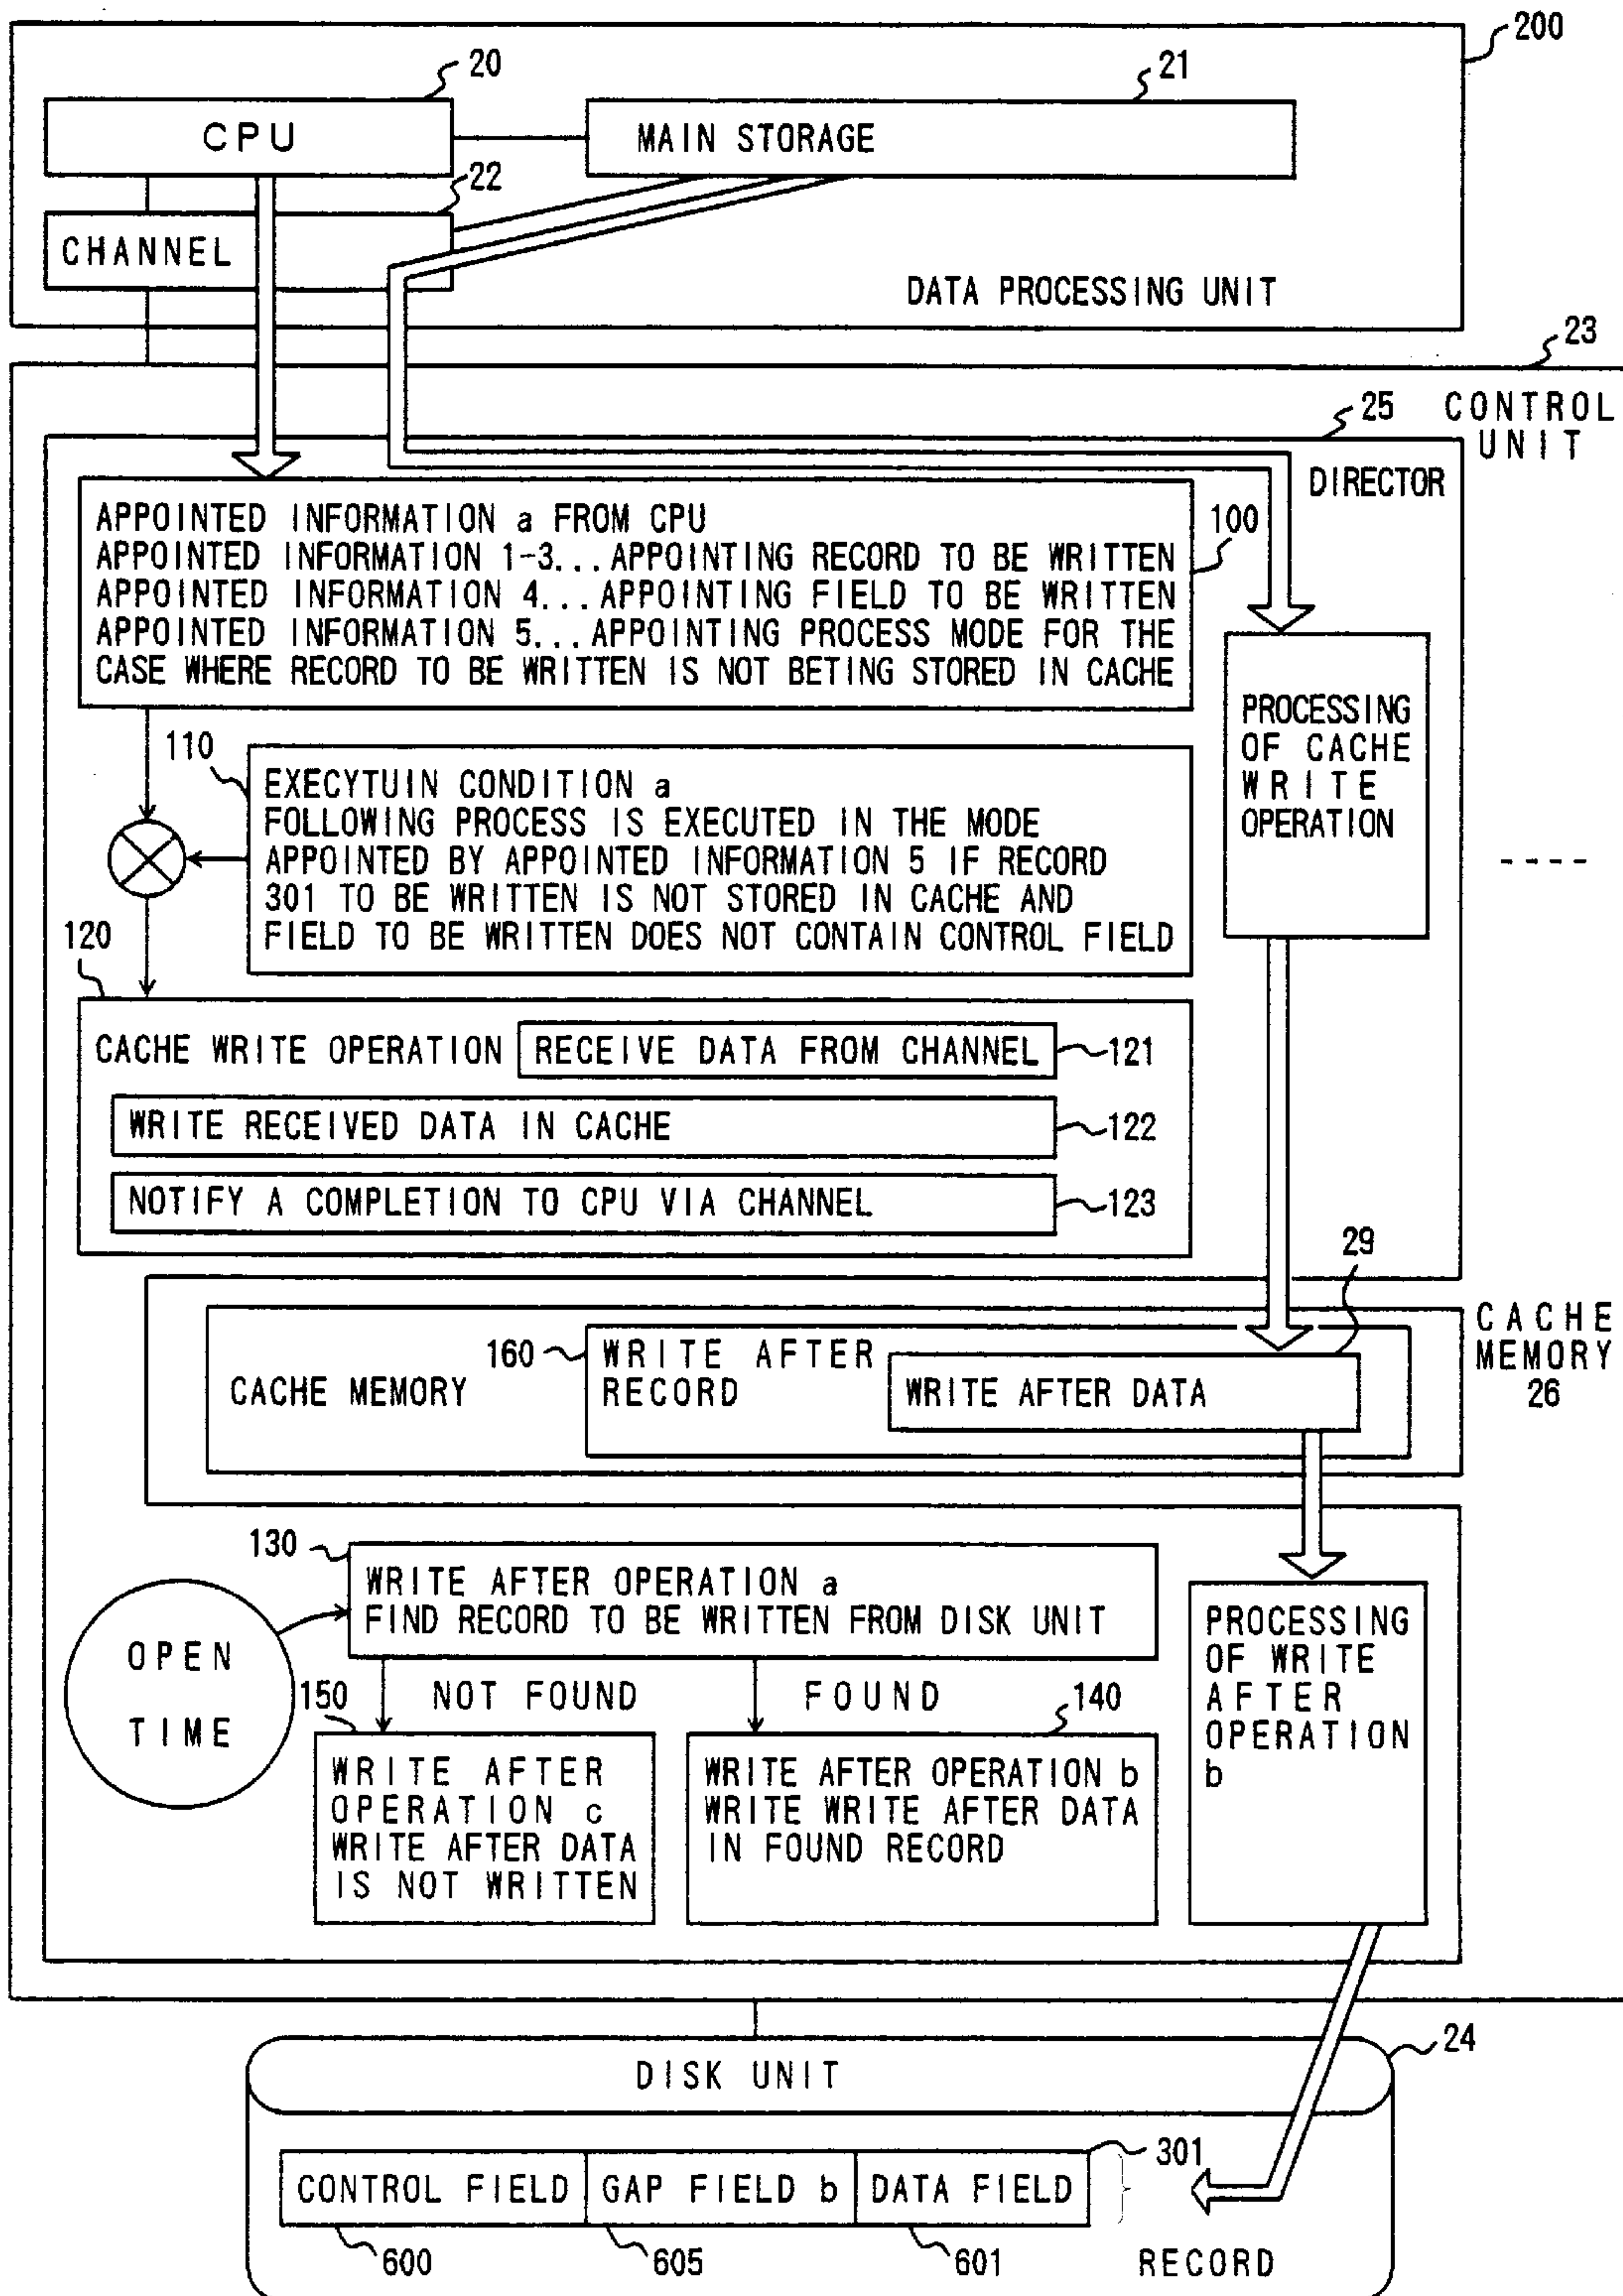 200
20
21
CPU
MAIN STORAGE
22
CHANNEL
DATA PROCESSING UNIT
23
25
CONTROL
UNIT
DIRECTOR
100
APPOINTED INFORMATION a FROM CPU
APPOINTED INFORMATION 1-3... APPOINTING RECORD TO BE WRITTEN
APPOINTED INFORMATION 4... APPOINTING FIELD TO BE WRITTEN
APPOINTED INFORMATION 5... APPOINTING PROCESS MODE FOR THE
CASE WHERE RECORD TO BE WRITTEN IS NOT BETING STORED IN CACHE
PROCESSING
OF CACHE
WRITE
OPERATION
110
EXECYTUIN CONDITION a
FOLLOWING PROCESS IS EXECUTED IN THE MODE
APPOINTED BY APPOINTED INFORMATION 5 IF RECORD
301 TO BE WRITTEN IS NOT STORED IN CACHE AND
FIELD TO BE WRITTEN DOES NOT CONTAIN CONTROL FIELD
----
120
CACHE WRITE OPERATION
RECEIVE DATA FROM CHANNEL
121
WRITE RECEIVED DATA IN CACHE
122
NOTIFY A COMPLETION TO CPU VIA CHANNEL
123
29
CACHE
MEMORY
26
CACHE MEMORY
160
WRITE AFTER
RECORD
WRITE AFTER DATA
130
WRITE AFTER OPERATION a
FIND RECORD TO BE WRITTEN FROM DISK UNIT
OPEN
TIME
NOT FOUND
FOUND
150
140
WRITE AFTER
OPERATION c
WRITE AFTER DATA
IS NOT WRITTEN
WRITE AFTER OPERATION b
WRITE WRITE AFTER DATA
IN FOUND RECORD
PROCESSING
OF WRITE
AFTER
OPERATION
b
24
DISK UNIT
301
CONTROL FIELD
GAP FIELD b
DATA FIELD
600
605
601
RECORD